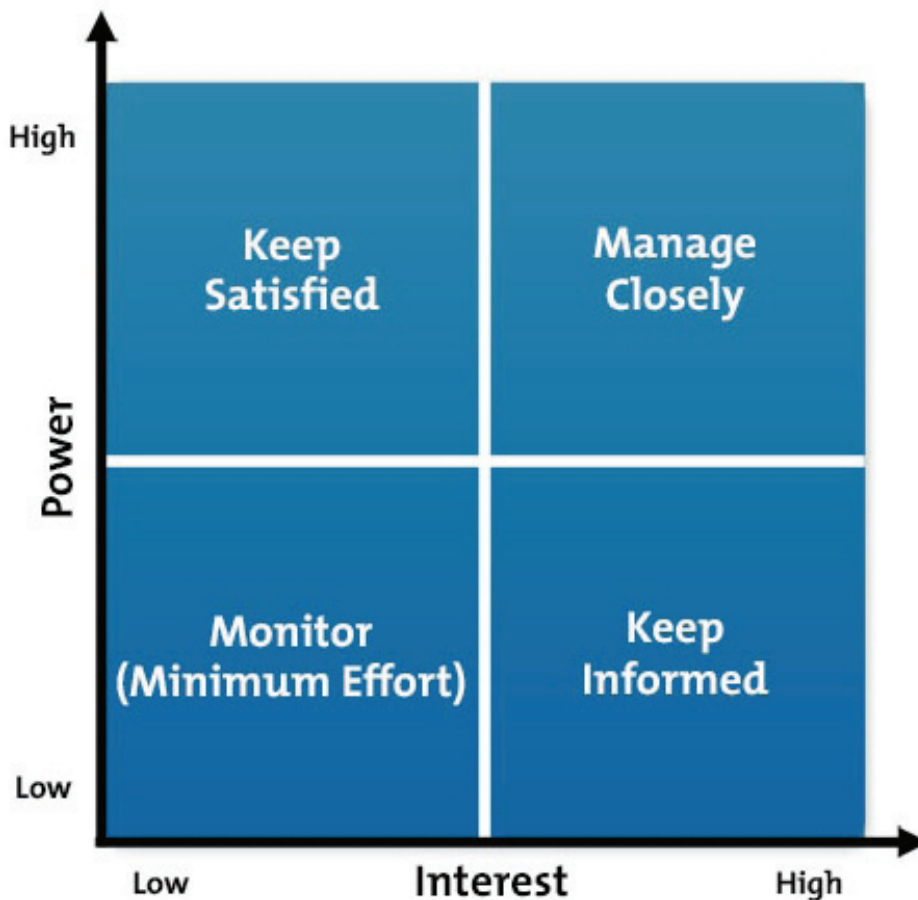 High
Keep
Satisfied
Manage
Closely
Power
Monitor
(Minimum Effort)
Keep
Informed
Low
Low
Interest
High